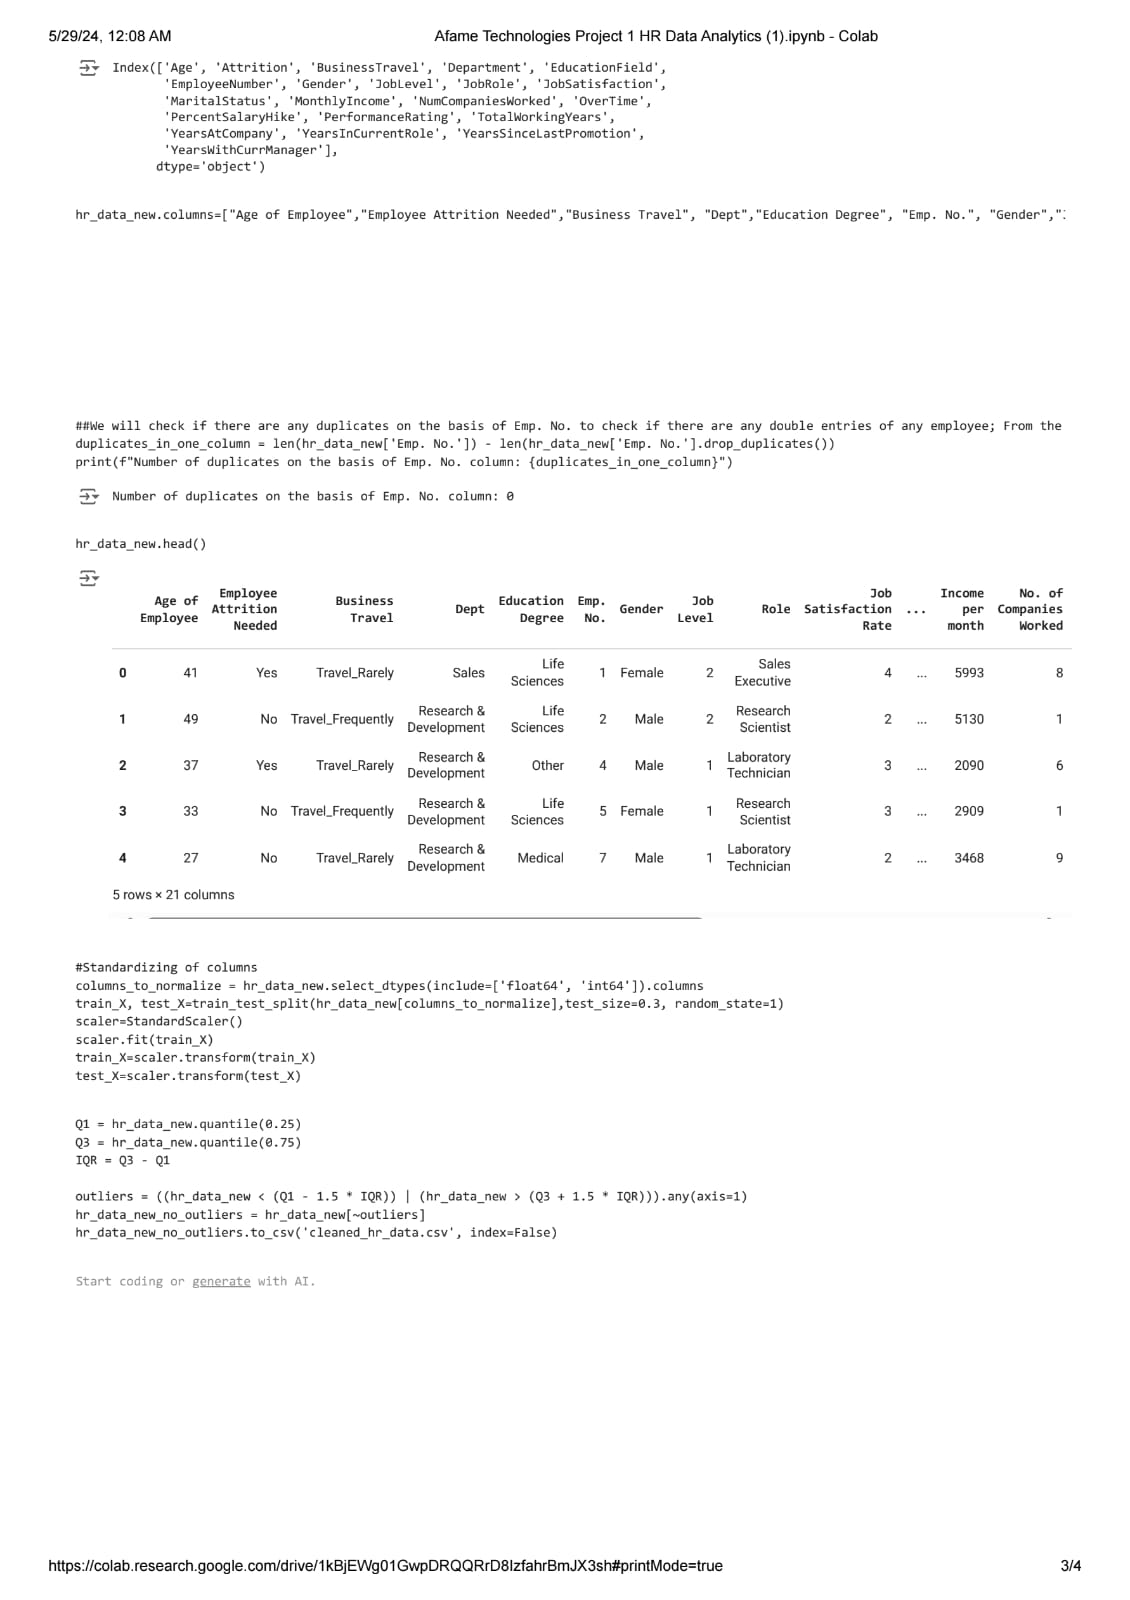 5/29/24, 12:08 AM Afame Technologies Project 1 HR Data Analytics (1).ipynb - Colab
Index(['Age', 'Attrition', 'BusinessTravel', 'Department', 'EducationField',
'EmployeeNumber', 'Gender', 'JobLevel', 'JobRole', 'JobSatisfaction',
'MaritalStatus', 'MonthlyIncome', 'NumCompaniesWorked', 'OverTime',
'PercentSalaryHike', 'PerformanceRating', 'TotalWorkingYears',
'YearsAtCompany', 'YearsInCurrentRole', 'YearsSinceLastPromotion',
'YearsWithCurrManager'],
dtype='object')
hr_data_new.columns=["Age of Employee","Employee Attrition Needed","Business Travel", "Dept","Education Degree", "Emp. No.", "Gender","
##We will check if there are any duplicates on the basis of Emp. No. to check if there are any double entries of any employee; From the
duplicates_in_one_column = len(hr_data_new['Emp. No.']) - len(hr_data_new['Emp. No.'].drop_duplicates())
print(f"Number of duplicates on the basis of Emp. No. column: {duplicates_in_one_column}")
Number of duplicates on the basis of Emp. No. column: 0
hr_data_new.head()
Age of Employee Employee Attrition Needed Business Travel Dept Education Degree Emp. No. Gender Job Level Role Job Satisfaction Rate ... Income per month No. of Companies Worked
0 41 Yes Travel_Rarely Sales Life Sciences 1 Female 2 Sales Executive 4 ... 5993 8
1 49 No Travel_Frequently Research & Development Life Sciences 2 Male 2 Research Scientist 2 ... 5130 1
2 37 Yes Travel_Rarely Research & Development Other 4 Male 1 Laboratory Technician 3 ... 2090 6
3 33 No Travel_Frequently Research & Development Life Sciences 5 Female 1 Research Scientist 3 ... 2909 1
4 27 No Travel_Rarely Research & Development Medical 7 Male 1 Laboratory Technician 2 ... 3468 9
5 rows × 21 columns
#Standardizing of columns
columns_to_normalize = hr_data_new.select_dtypes(include=['float64', 'int64']).columns
train_X, test_X=train_test_split(hr_data_new[columns_to_normalize],test_size=0.3, random_state=1)
scaler=StandardScaler()
scaler.fit(train_X)
train_X=scaler.transform(train_X)
test_X=scaler.transform(test_X)
Q1 = hr_data_new.quantile(0.25)
Q3 = hr_data_new.quantile(0.75)
IQR = Q3 - Q1
outliers = ((hr_data_new < (Q1 - 1.5 * IQR)) | (hr_data_new > (Q3 + 1.5 * IQR))).any(axis=1)
hr_data_new_no_outliers = hr_data_new[~outliers]
hr_data_new_no_outliers.to_csv('cleaned_hr_data.csv', index=False)
Start coding or generate with AI.
https://colab.research.google.com/drive/1kBjEWg01GwpDRQQRrD8IzfahrBmJX3sh#printMode=true 3/4